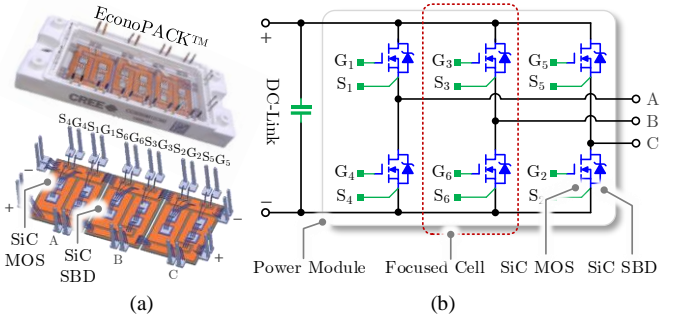 EconoPACK™
CREE
S4G4S1G1S6G6S3G3S2G2S5G5
−
+
−
+
SiC
MOS
A
SiC
SBD
B
C
(a)
+
−
DC-Link
G1
S1
G3
S3
G5
S5
A
B
C
G4
S4
G6
S6
G2
Power Module
Focused Cell
SiC MOS
SiC SBD
(b)